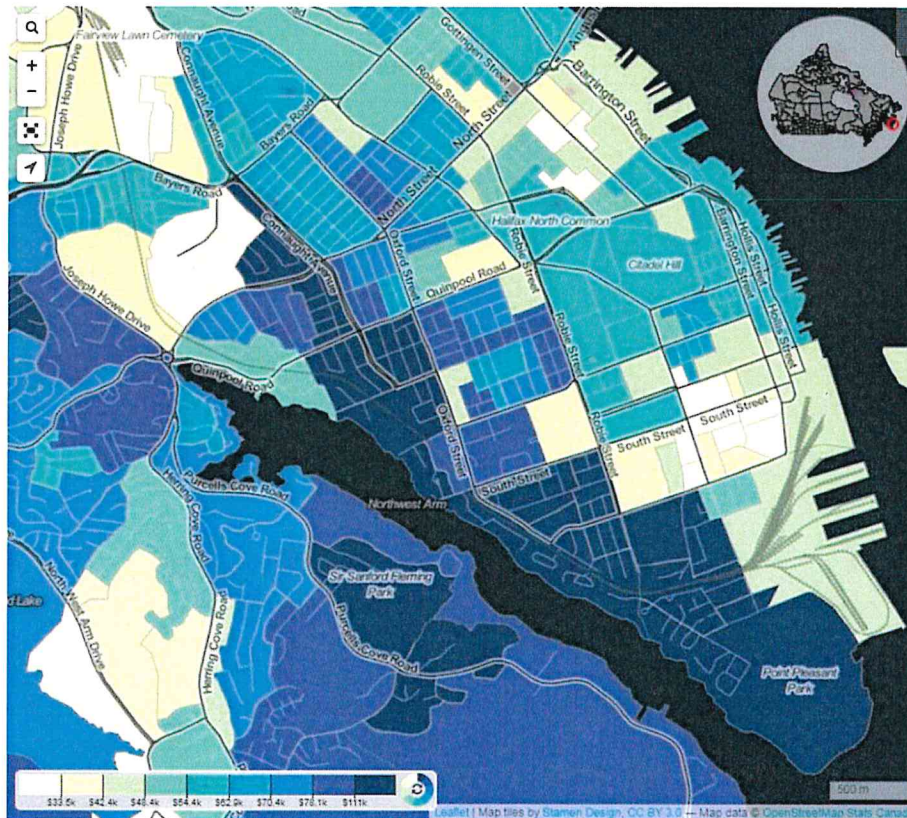 Fairview Lawn Cemetery
Joseph Howe Drive
Connaught Avenue
Gottingen Street
Robie Street
Barrington Street
North Street
Bayers Road
Bayers Road
North Street
Halifax North Common
Connaught Avenue
Oxford Street
Robie Street
Citadel Hill
Barrington Street
Hollis Street
Hollis Street
Quinpool Road
Joseph Howe Drive
Robie Street
Quinpool Road
Oxford Street
Robie Street
South Street
South Street
South Street
Purcells Cove Road
Northwest Arm
Herring Cove Road
Sir Sanford Fleming
Park
North West Arm Drive
Purcells Cove Road
Herring Cove Road
Point Pleasant
Park
$33.5k $42.4k $48.4k $54.4k $62.9k $70.4k $78.1k $111k
500 m
Leaflet | Map tiles by Stamen Design, CC BY 3.0 — Map data © OpenStreetMap Stats Canada